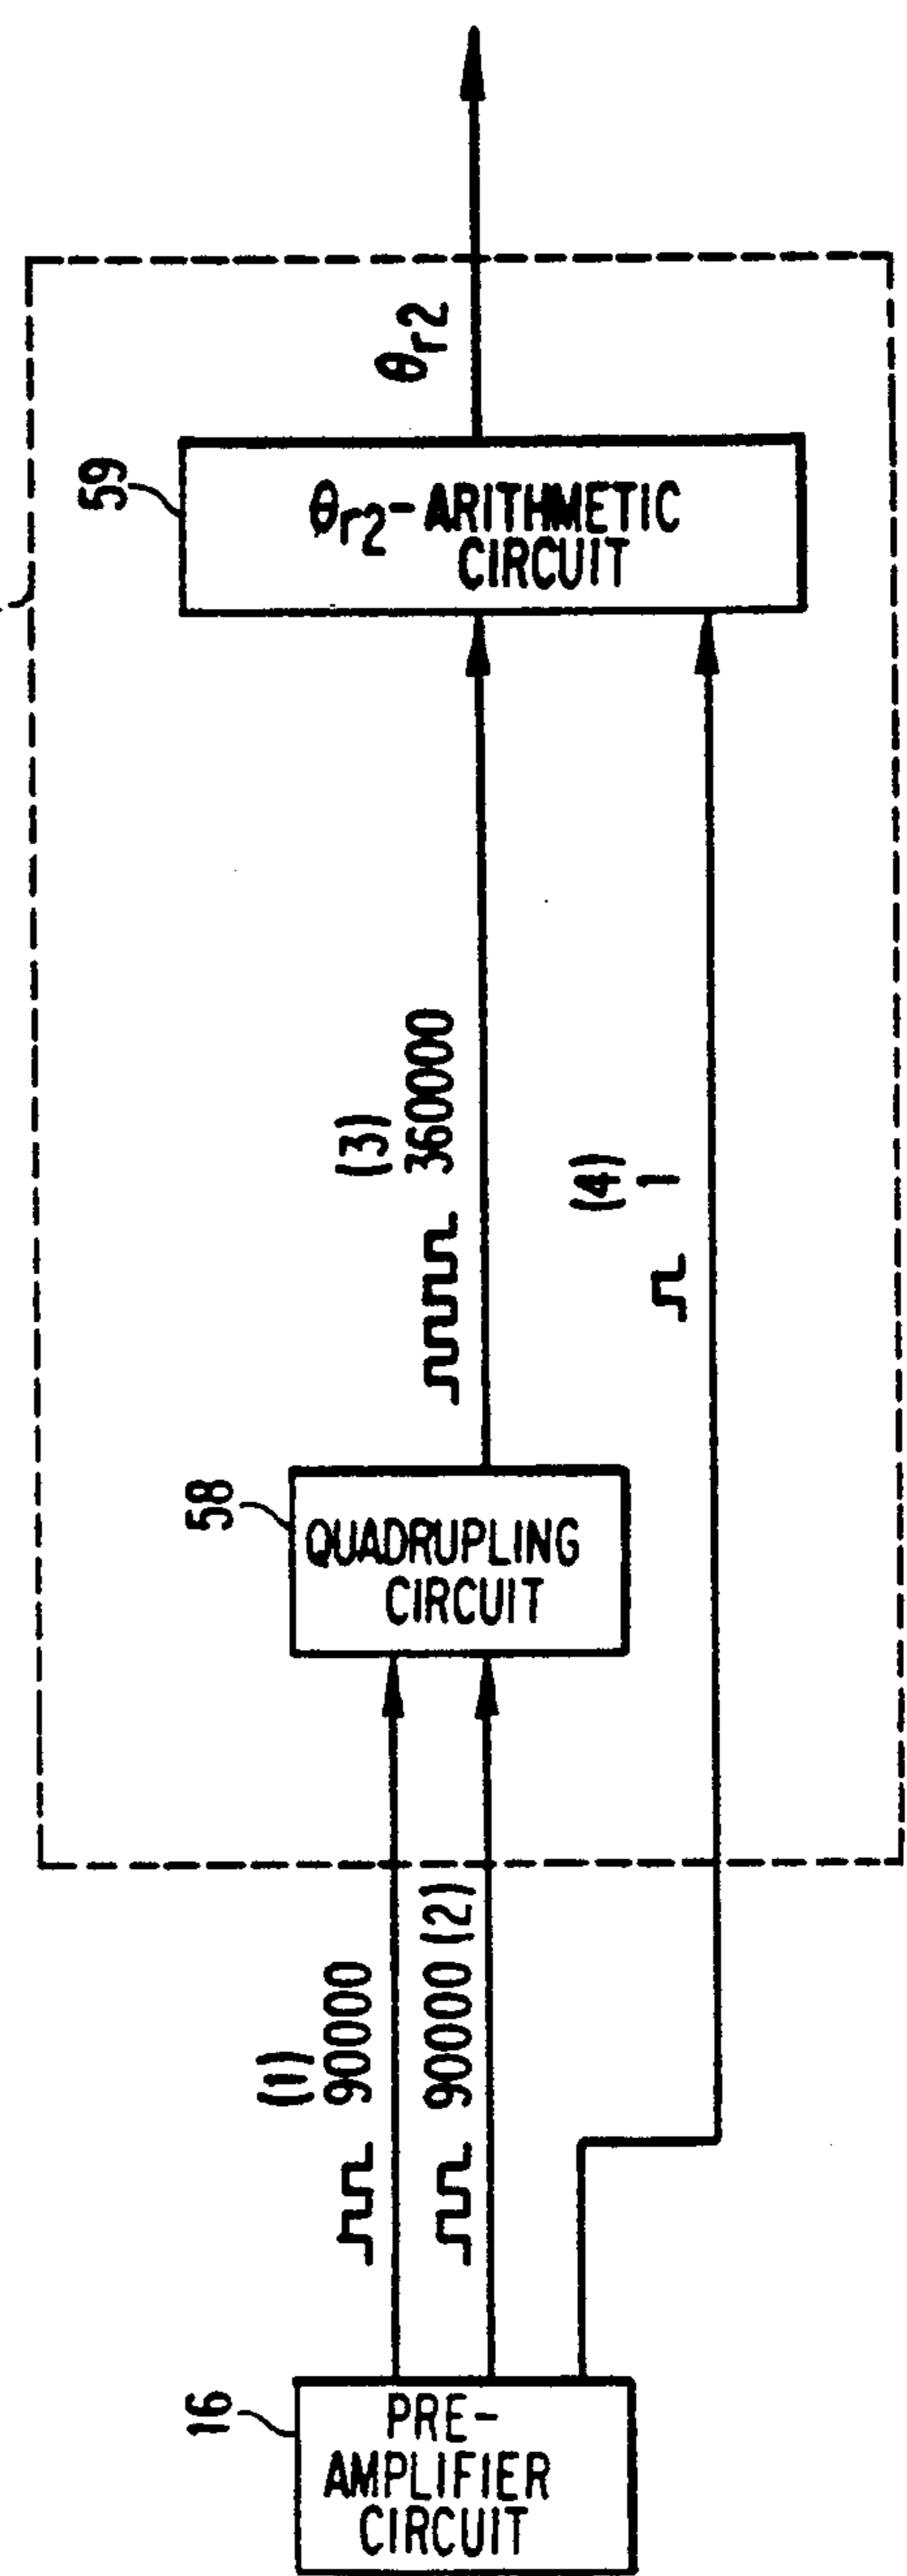 16
PRE-
AMPLIFIER
CIRCUIT
(1)
90000
90000 (2)
58
QUADRUPLING
CIRCUIT
(3)
360000
(4)
1
59
θr2-ARITHMETIC
CIRCUIT
θr2